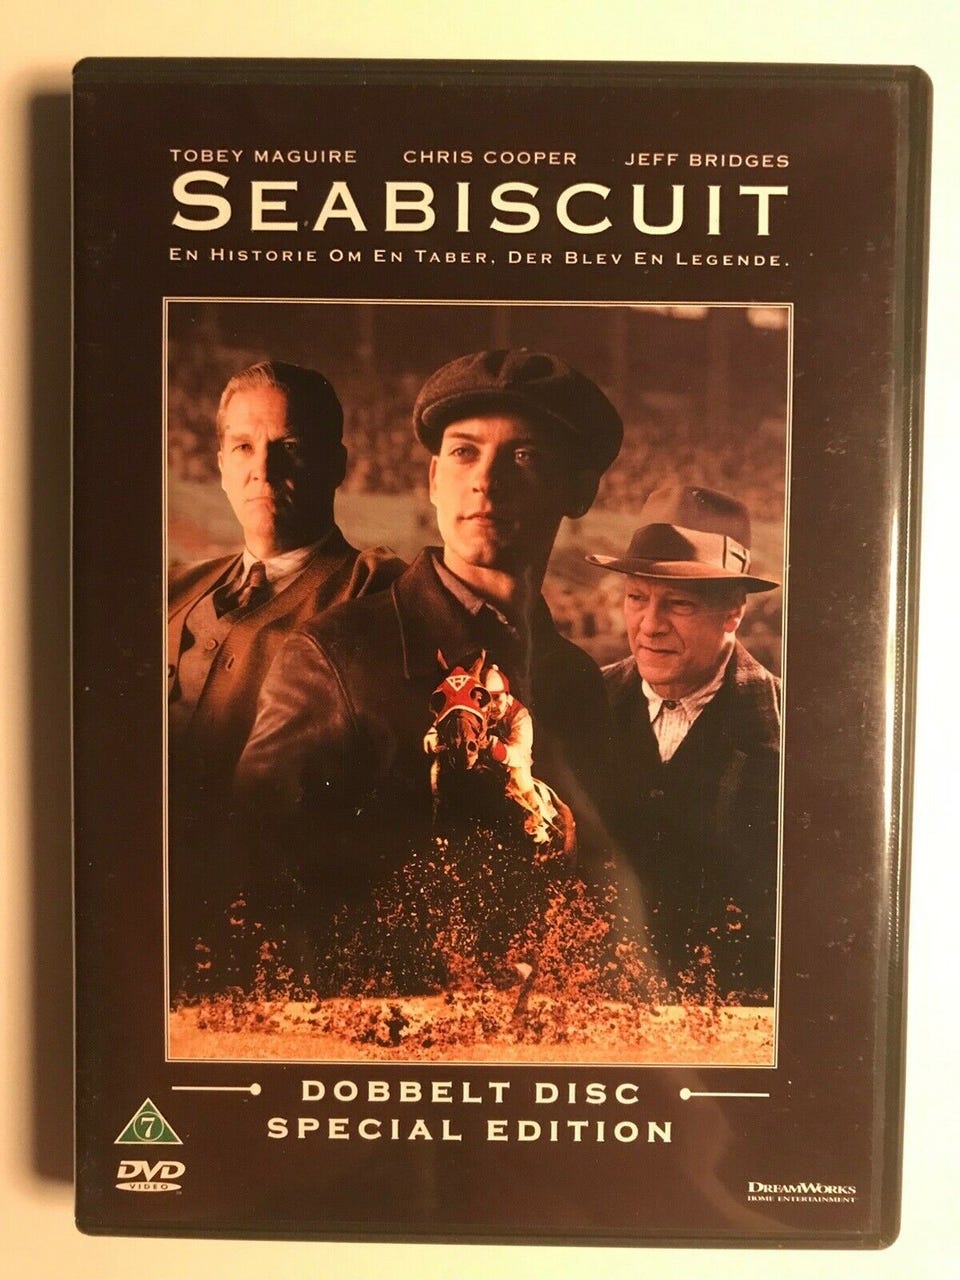 TOBEY MAGUIRE CHRIS COOPER JEFF BRIDGES
SEABISCUIT
EN HISTORIE OM EN TABER, DER BLEV EN LEGENDE.
H
DOBBELT DISC
SPECIAL EDITION
7
DVD
VIDEO
DREAMWORKS
HOME ENTERTAINMENT